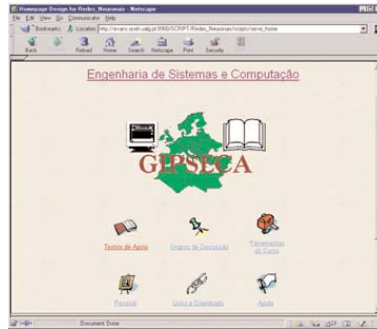 Homepage Design for Redes_Neuronais - Netscape
File Edit View Go Communicator Help
Bookmarks Location
Back Reload Home Search Netscape Print Security
Engenharia de Sistemas e Computação
GIPSECA
Textos de Apoio Grupos de Discussão Ferramentas
do Curso
Pessoal Links a Downloads Ajuda
Document Done